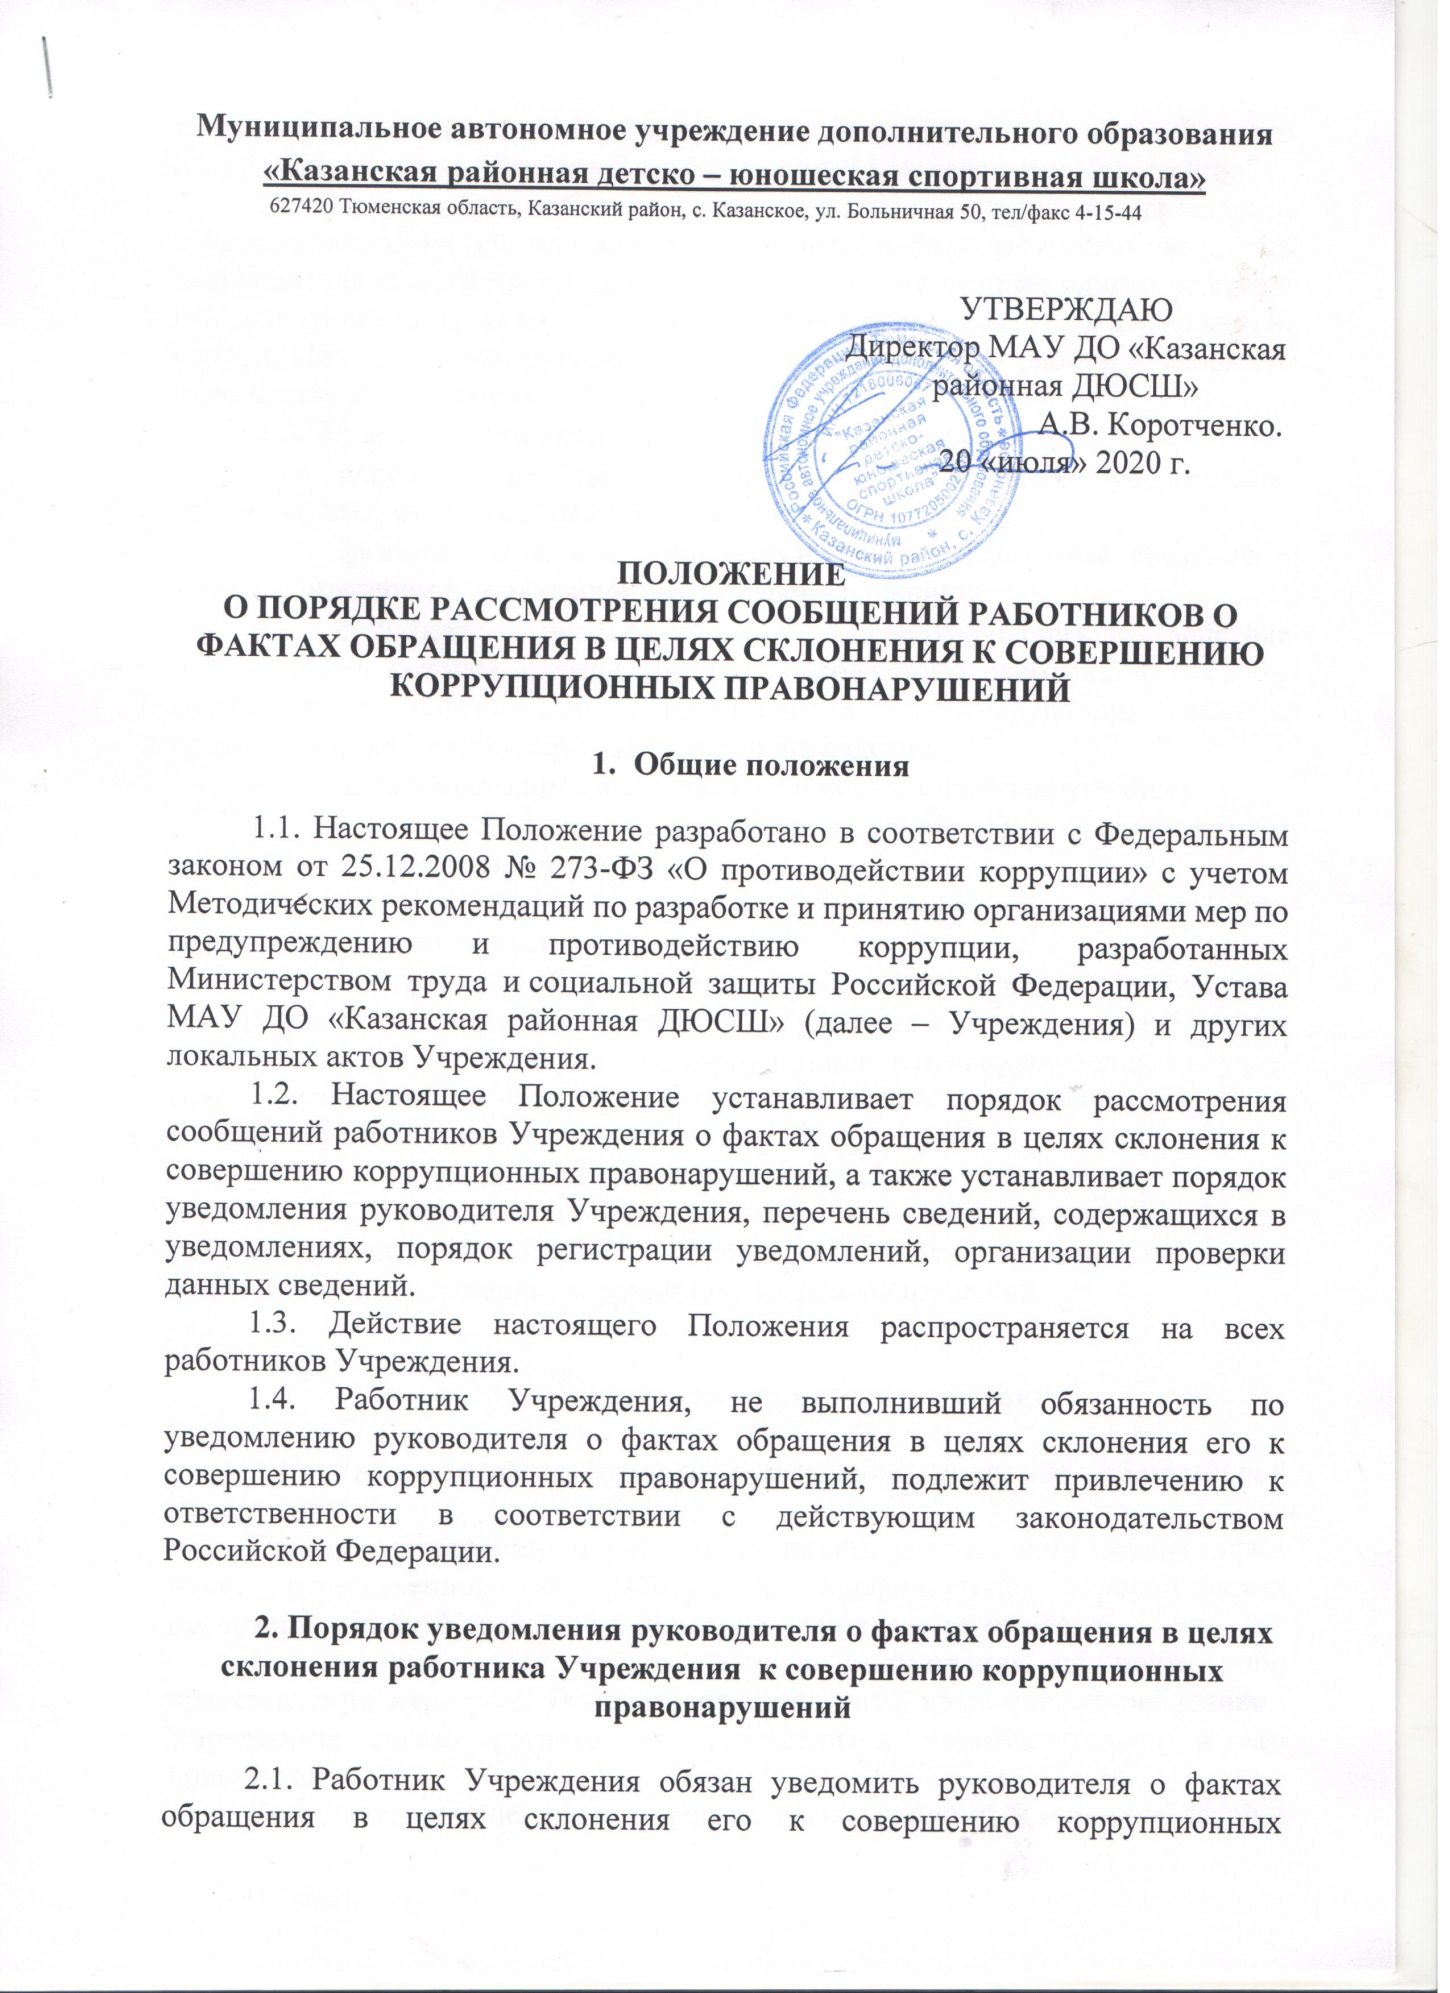 Муниципальное автономное учреждение дополнительного образования
«Казанская районная детско – юношеская спортивная школа»
627420 Тюменская область, Казанский район, с. Казанское, ул. Больничная 50, тел/факс 4-15-44
УТВЕРЖДАЮ
Директор МАУ ДО «Казанская
районная ДЮСШ»
А.В. Коротченко.
20 «июля» 2020 г.
"Казанская
районная
детско-
юношеская
спортивная
школа"
Казанский район, с. Казанское
ПОЛОЖЕНИЕ
О ПОРЯДКЕ РАССМОТРЕНИЯ СООБЩЕНИЙ РАБОТНИКОВ О
ФАКТАХ ОБРАЩЕНИЯ В ЦЕЛЯХ СКЛОНЕНИЯ К СОВЕРШЕНИЮ
КОРРУПЦИОННЫХ ПРАВОНАРУШЕНИЙ
1. Общие положения
1.1. Настоящее Положение разработано в соответствии с Федеральным
законом от 25.12.2008 № 273-ФЗ «О противодействии коррупции» с учетом
Методических рекомендаций по разработке и принятию организациями мер по
предупреждению и противодействию коррупции, разработанных
Министерством труда и социальной защиты Российской Федерации, Устава
МАУ ДО «Казанская районная ДЮСШ» (далее – Учреждения) и других
локальных актов Учреждения.
1.2. Настоящее Положение устанавливает порядок рассмотрения
сообщений работников Учреждения о фактах обращения в целях склонения к
совершению коррупционных правонарушений, а также устанавливает порядок
уведомления руководителя Учреждения, перечень сведений, содержащихся в
уведомлениях, порядок регистрации уведомлений, организации проверки
данных сведений.
1.3. Действие настоящего Положения распространяется на всех
работников Учреждения.
1.4. Работник Учреждения, не выполнивший обязанность по
уведомлению руководителя о фактах обращения в целях склонения его к
совершению коррупционных правонарушений, подлежит привлечению к
ответственности в соответствии с действующим законодательством
Российской Федерации.
2. Порядок уведомления руководителя о фактах обращения в целях
склонения работника Учреждения к совершению коррупционных
правонарушений
2.1. Работник Учреждения обязан уведомить руководителя о фактах
обращения в целях склонения его к совершению коррупционных